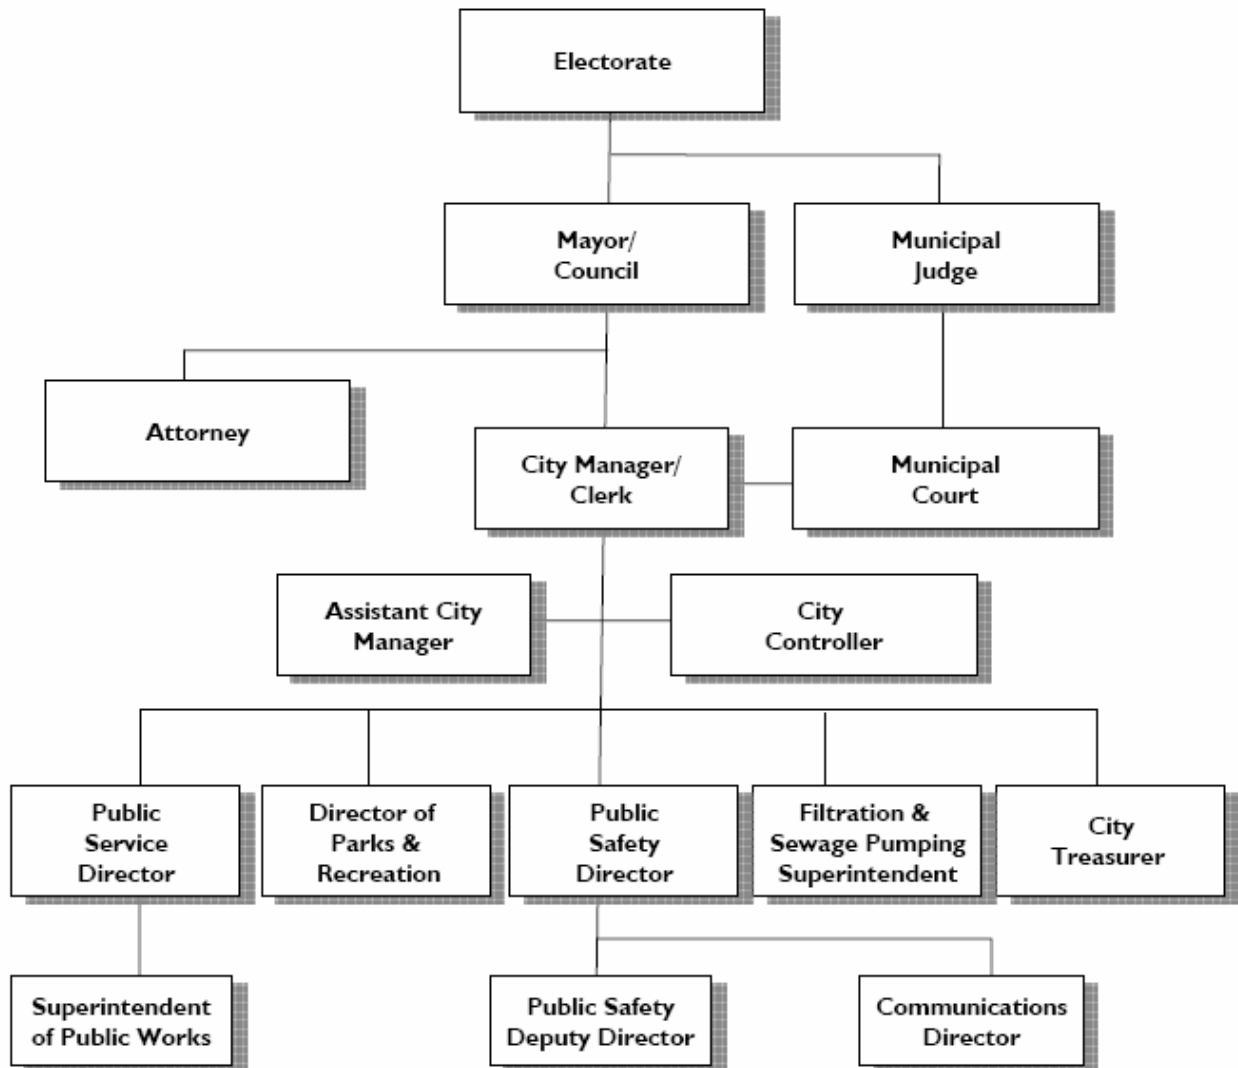 Electorate
Mayor/
Council
Municipal
Judge
Attorney
City Manager/
Clerk
Municipal
Court
Assistant City
Manager
City
Controller
Public
Service
Director
Director of
Parks &
Recreation
Public
Safety
Director
Filtration &
Sewage Pumping
Superintendent
City
Treasurer
Superintendent
of Public Works
Public Safety
Deputy Director
Communications
Director